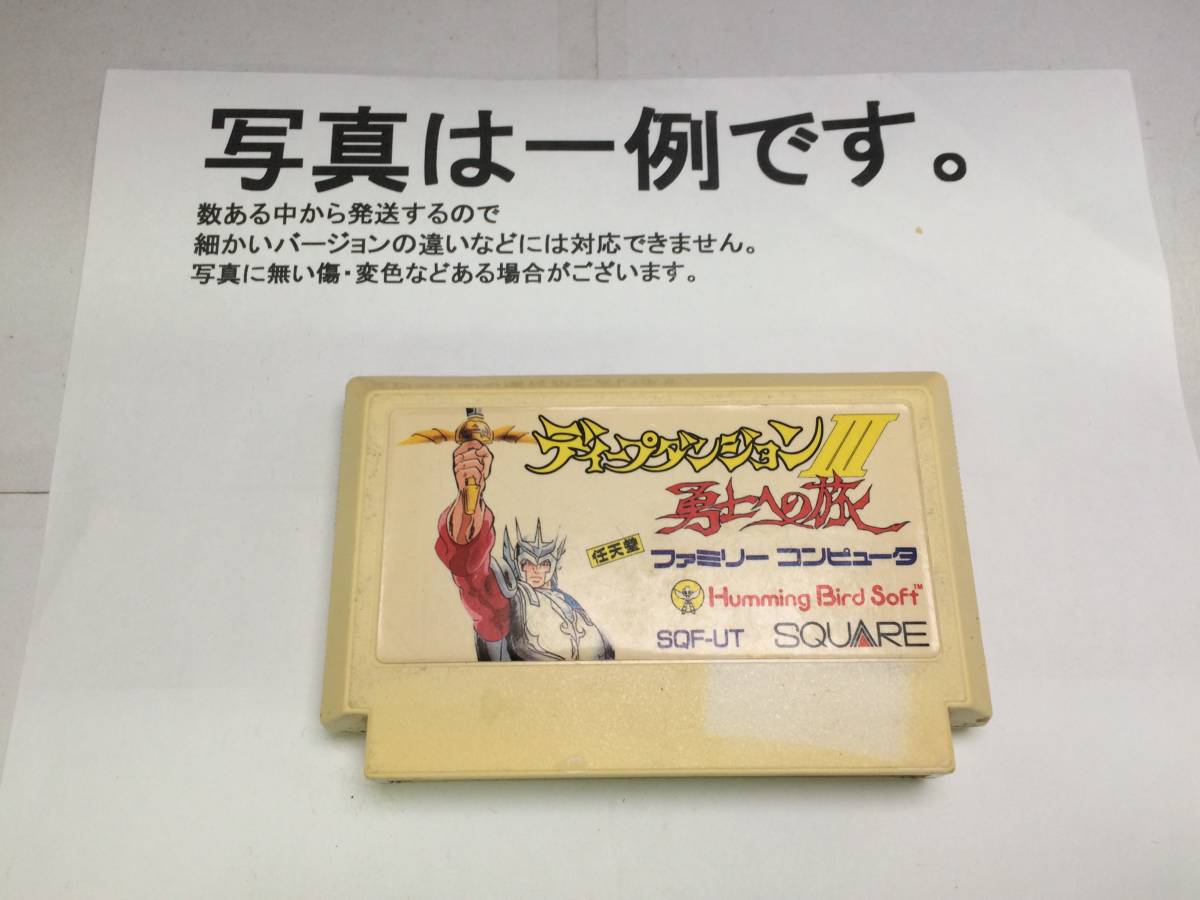 写真は一例です。
数ある中から発送するので
細かいバージョンの違いなどには対応できません。
写真に無い傷・変色などある場合がございます。
ディープダンジョンIII
勇士への旅
任天堂 ファミリー コンピュータ
Humming Bird Soft™
SQF-UT SQUARE